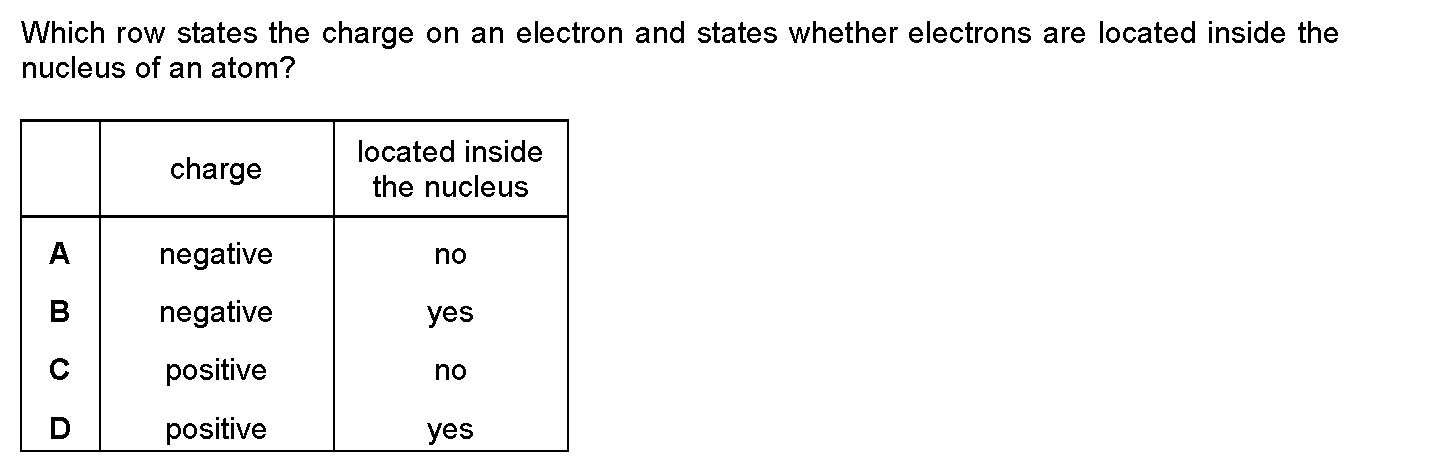 Which row states the charge on an electron and states whether electrons are located inside the
nucleus of an atom?
charge
located inside
the nucleus
A negative no
B negative yes
C positive no
D positive yes